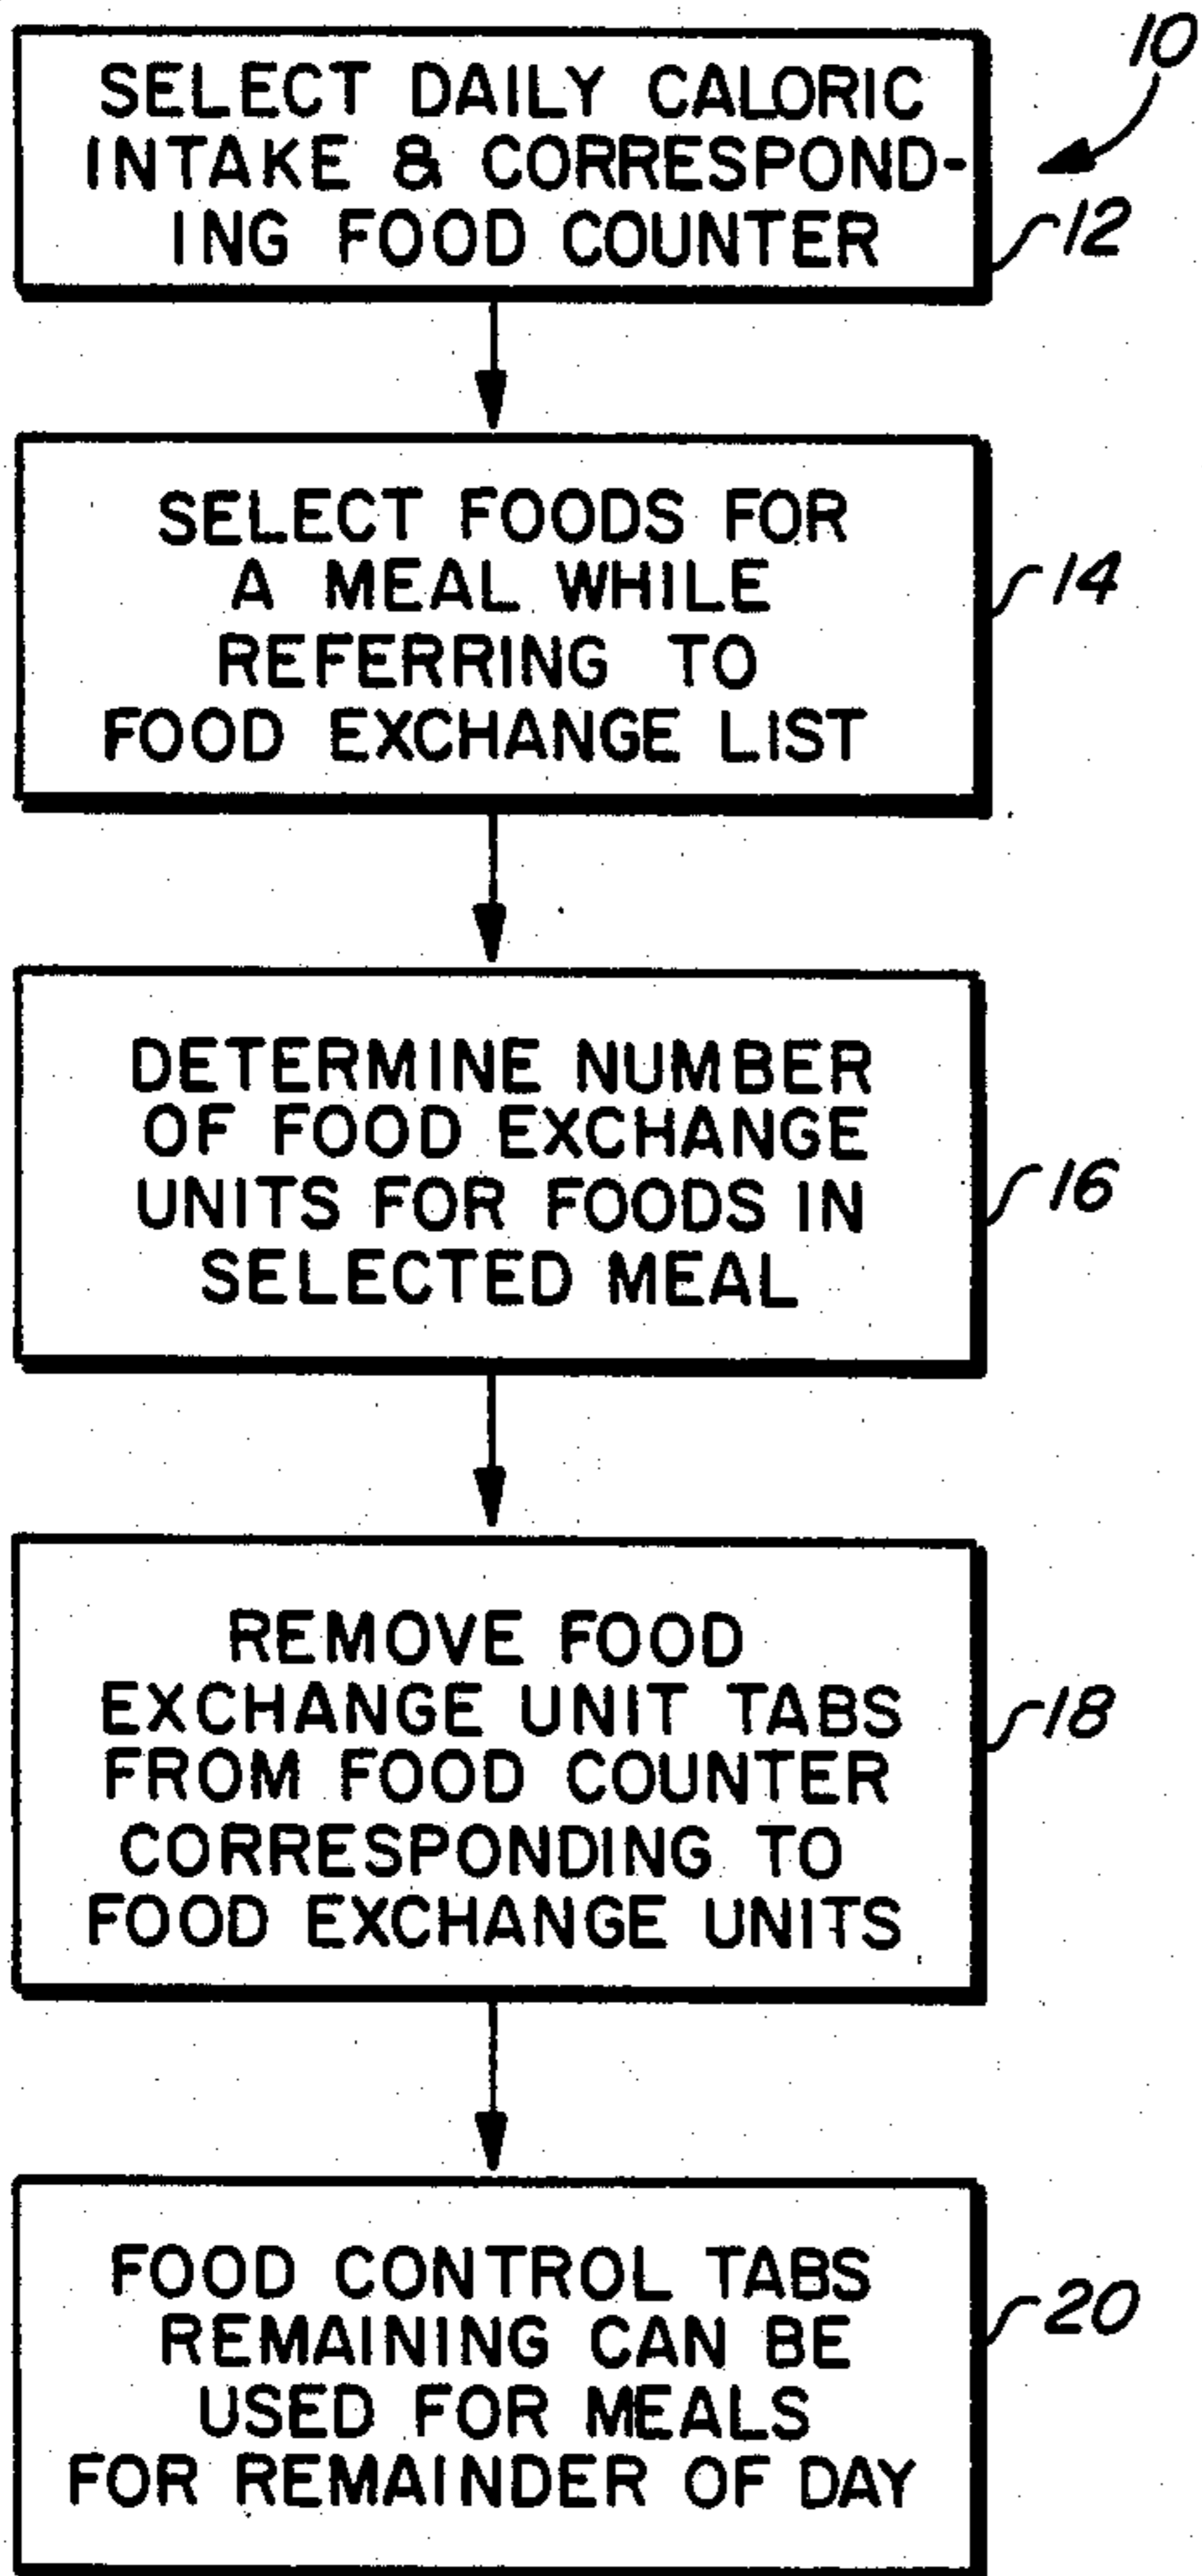 10
SELECT DAILY CALORIC
INTAKE & CORRESPOND-
ING FOOD COUNTER
12
SELECT FOODS FOR
A MEAL WHILE
REFERRING TO
FOOD EXCHANGE LIST
14
DETERMINE NUMBER
OF FOOD EXCHANGE
UNITS FOR FOODS IN
SELECTED MEAL
16
REMOVE FOOD
EXCHANGE UNIT TABS
FROM FOOD COUNTER
CORRESPONDING TO
FOOD EXCHANGE UNITS
18
FOOD CONTROL TABS
REMAINING CAN BE
USED FOR MEALS
FOR REMAINDER OF DAY
20